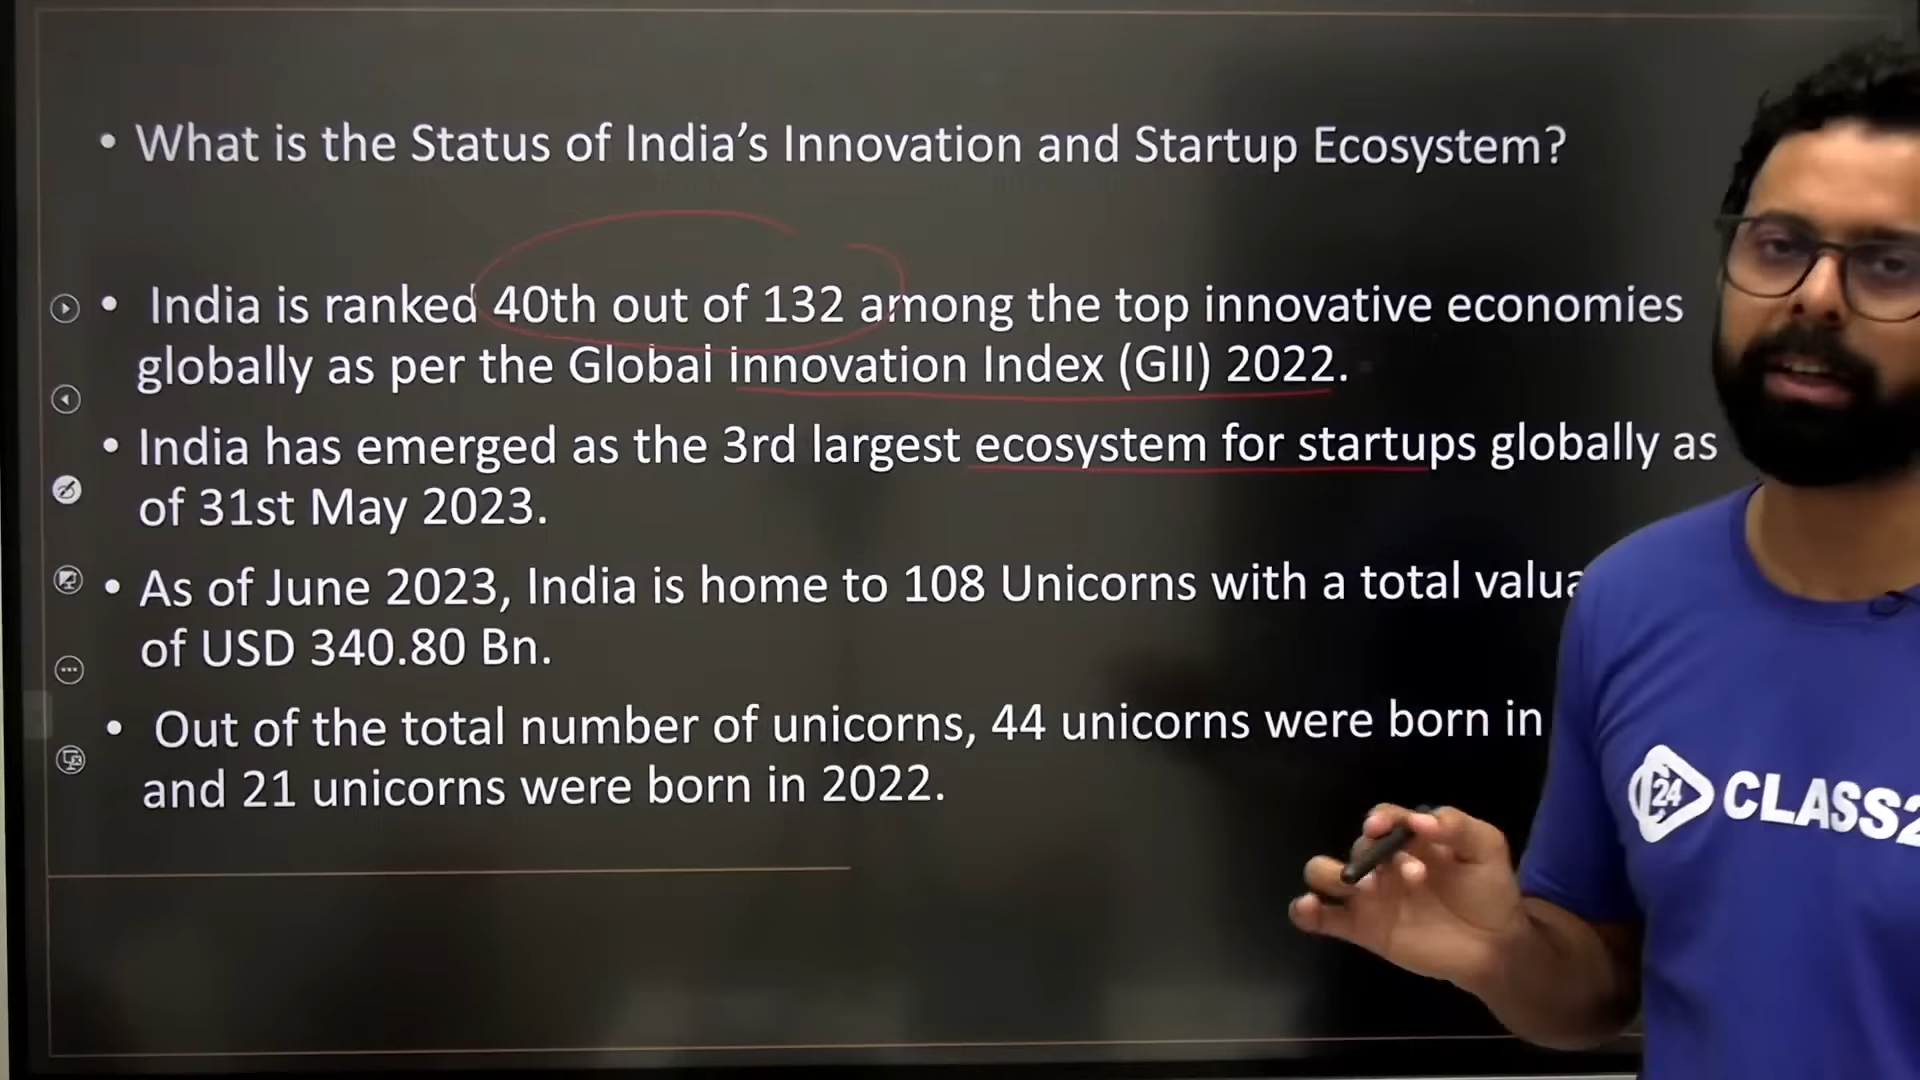 • What is the Status of India’s Innovation and Startup Ecosystem?
• India is ranked 40th out of 132 among the top innovative economies
globally as per the Global Innovation Index (GII) 2022.
• India has emerged as the 3rd largest ecosystem for startups globally as
of 31st May 2023.
• As of June 2023, India is home to 108 Unicorns with a total
of USD 340.80 Bn.
• Out of the total number of unicorns, 44 unicorns were born in
and 21 unicorns were born in 2022.
24 CLASS2